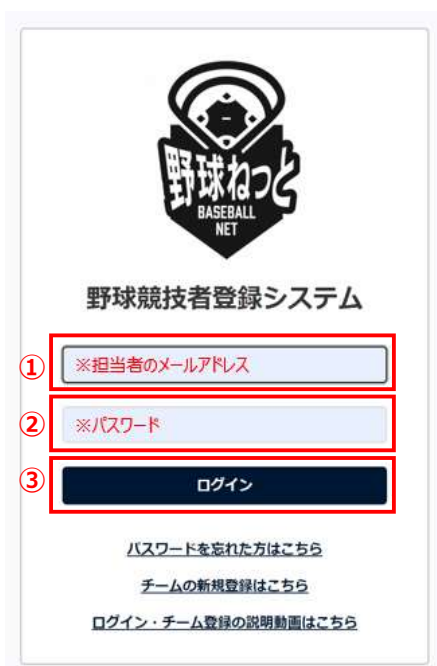 野球ねっと
BASEBALL
NET
野球競技者登録システム
① ※担当者のメールアドレス
② ※パスワード
③ ログイン
パスワードを忘れた方はこちら
チームの新規登録はこちら
ログイン・チーム登録の説明動画はこちら